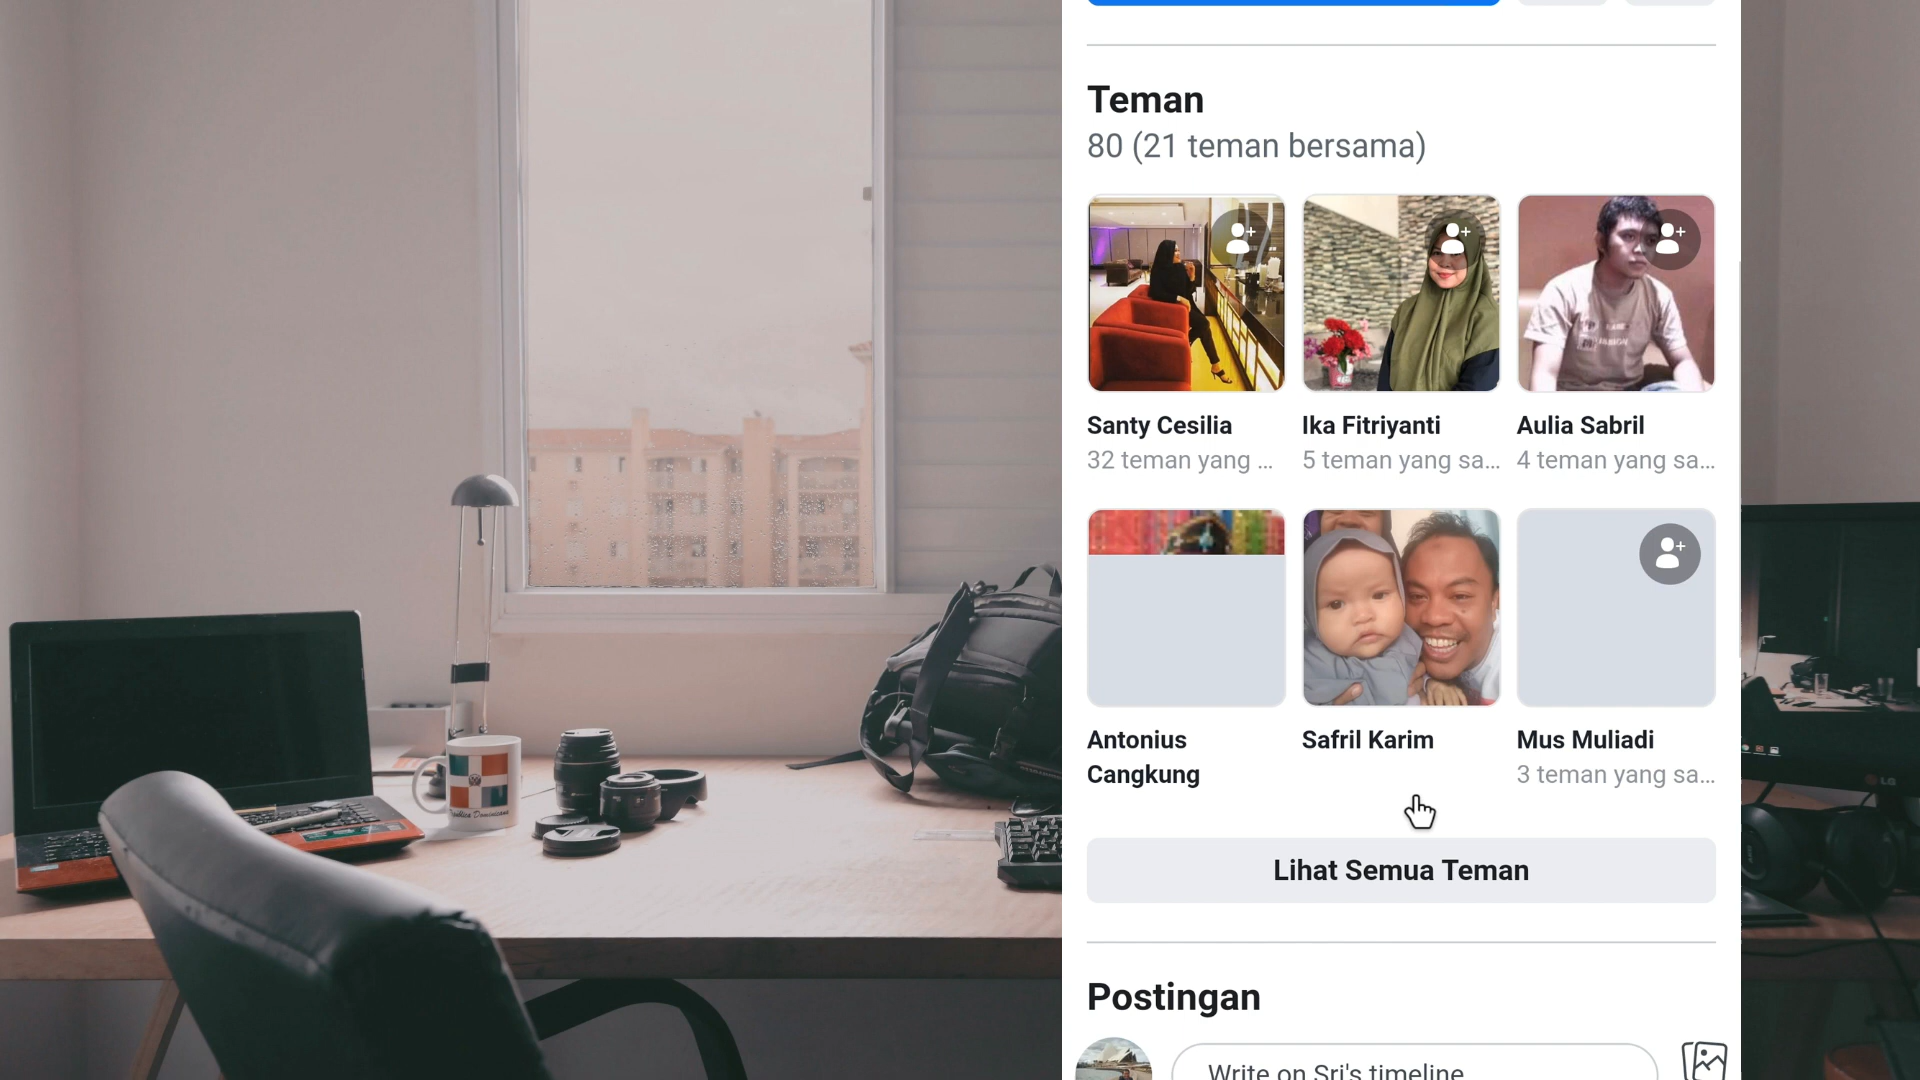 Teman
80 (21 teman bersama)
Santy Cesilia
32 teman yang ...
Ika Fitriyanti
5 teman yang sa...
Aulia Sabril
4 teman yang sa...
Antonius
Cangkung
Safril Karim
Mus Muliadi
3 teman yang sa...
Lihat Semua Teman
Postingan
Write on Sri's timeline
LG